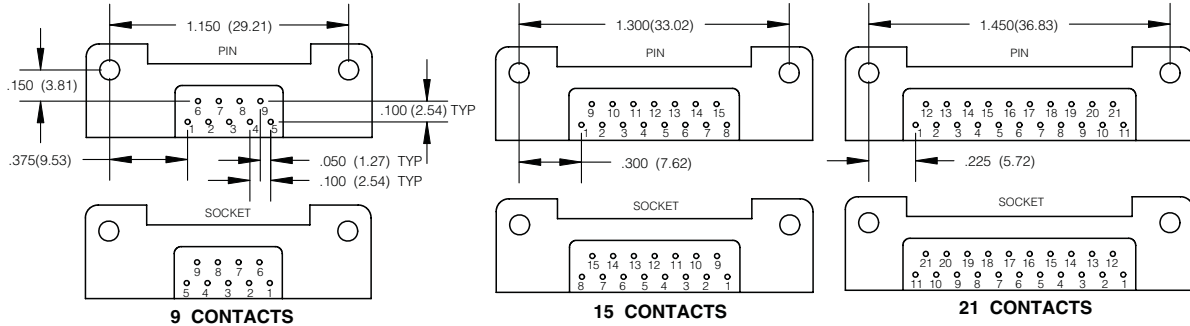 1.150 (29.21)
PIN
.150 (3.81)
6 7 8 9
1 2 3 4 5
.100 (2.54) TYP
.375(9.53)
.050 (1.27) TYP
.100 (2.54) TYP
SOCKET
9 8 7 6
5 4 3 2 1
9 CONTACTS
1.300(33.02)
PIN
9 10 11 12 13 14 15
1 2 3 4 5 6 7 8
.300 (7.62)
SOCKET
15 14 13 12 11 10 9
8 7 6 5 4 3 2 1
15 CONTACTS
1.450(36.83)
PIN
12 13 14 15 16 17 18 19 20 21
1 2 3 4 5 6 7 8 9 10 11
.225 (5.72)
SOCKET
21 20 19 18 17 16 15 14 13 12
11 10 9 8 7 6 5 4 3 2 1
21 CONTACTS